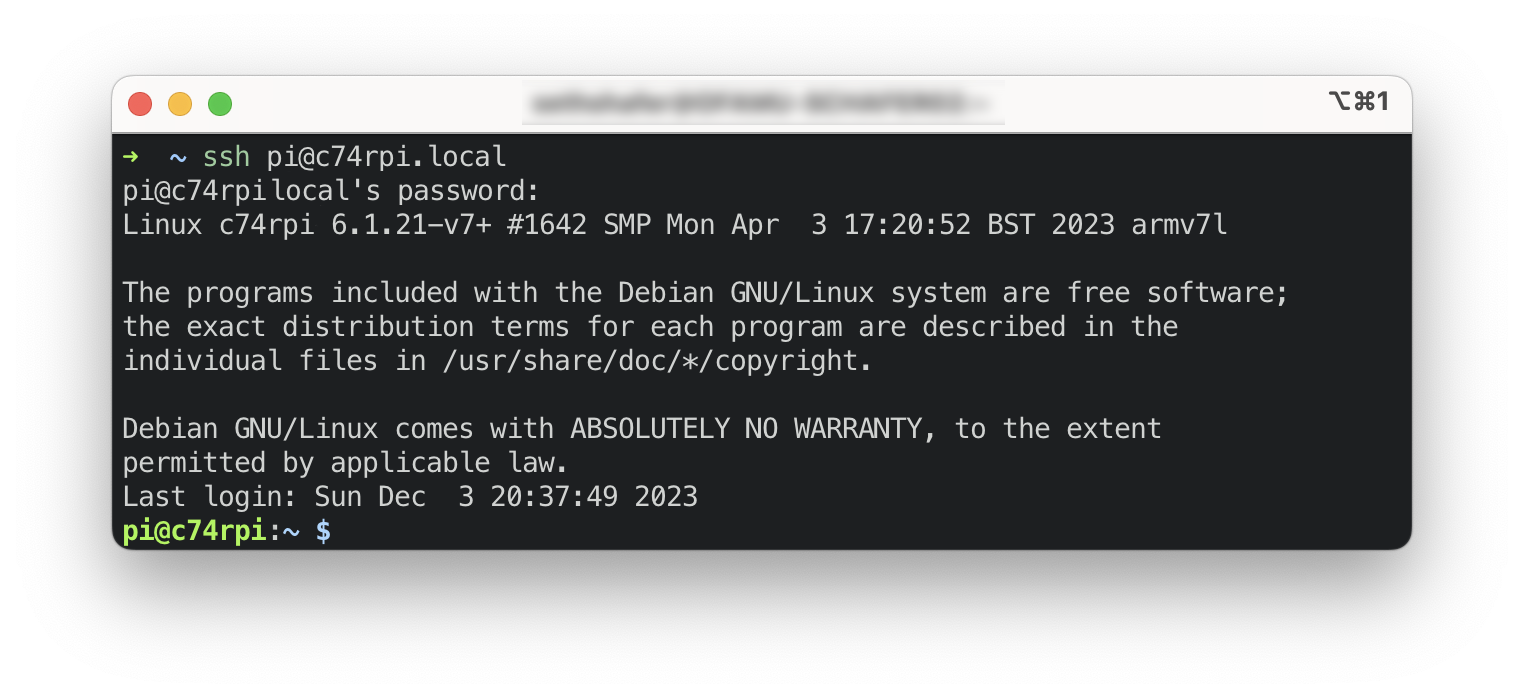 ⌥⌘1
➜  ~ ssh pi@c74rpi.local
pi@c74rpilocal's password:
Linux c74rpi 6.1.21-v7+ #1642 SMP Mon Apr  3 17:20:52 BST 2023 armv7l
The programs included with the Debian GNU/Linux system are free software;
the exact distribution terms for each program are described in the
individual files in /usr/share/doc/*/copyright.
Debian GNU/Linux comes with ABSOLUTELY NO WARRANTY, to the extent
permitted by applicable law.
Last login: Sun Dec  3 20:37:49 2023
pi@c74rpi:~ $